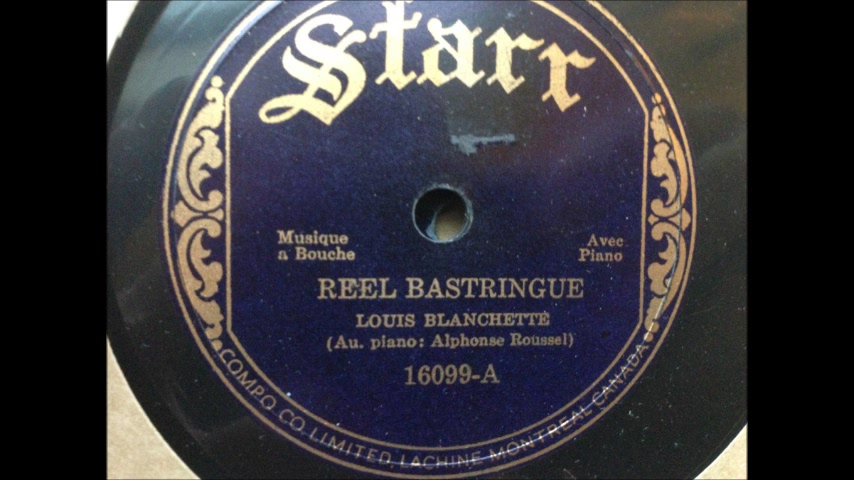 Starr
Musique
a Bouche
Avec
Piano
REEL BASTRINGUE
LOUIS BLANCHETTE
(Au. piano: Alphonse Roussel)
16099-A
COMPO CO. LIMITED, LACHINE MONTREAL CANADA